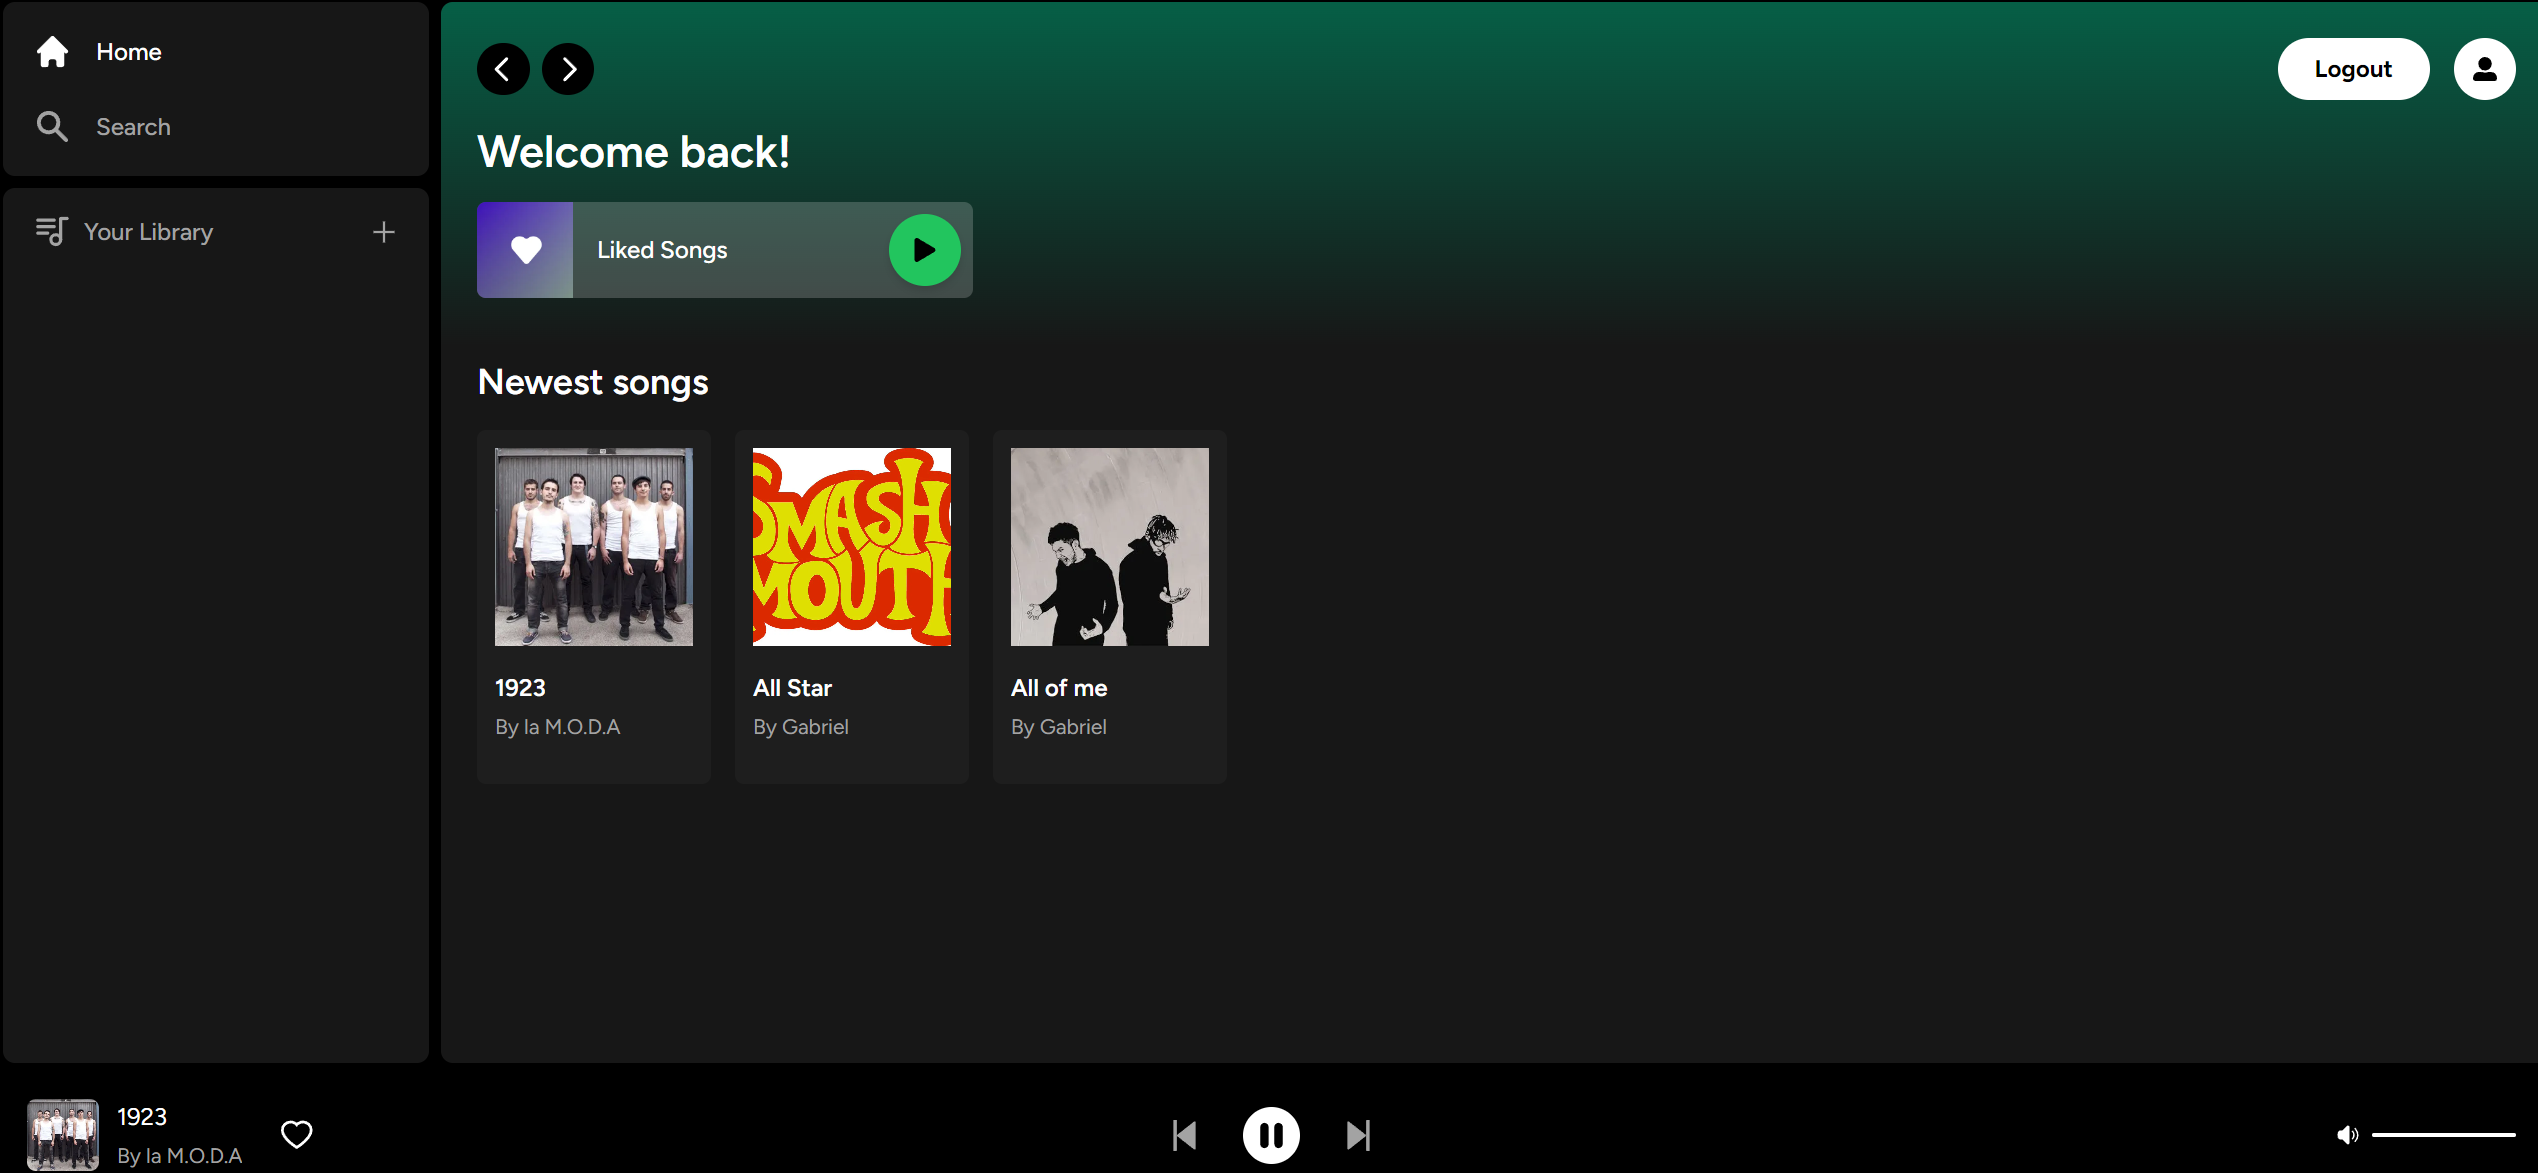 Home
Search
Your Library
Logout
Welcome back!
Liked Songs
Newest songs
SMASH
MOUTH
1923
By la M.O.D.A
All Star
By Gabriel
All of me
By Gabriel
1923
By la M.O.D.A